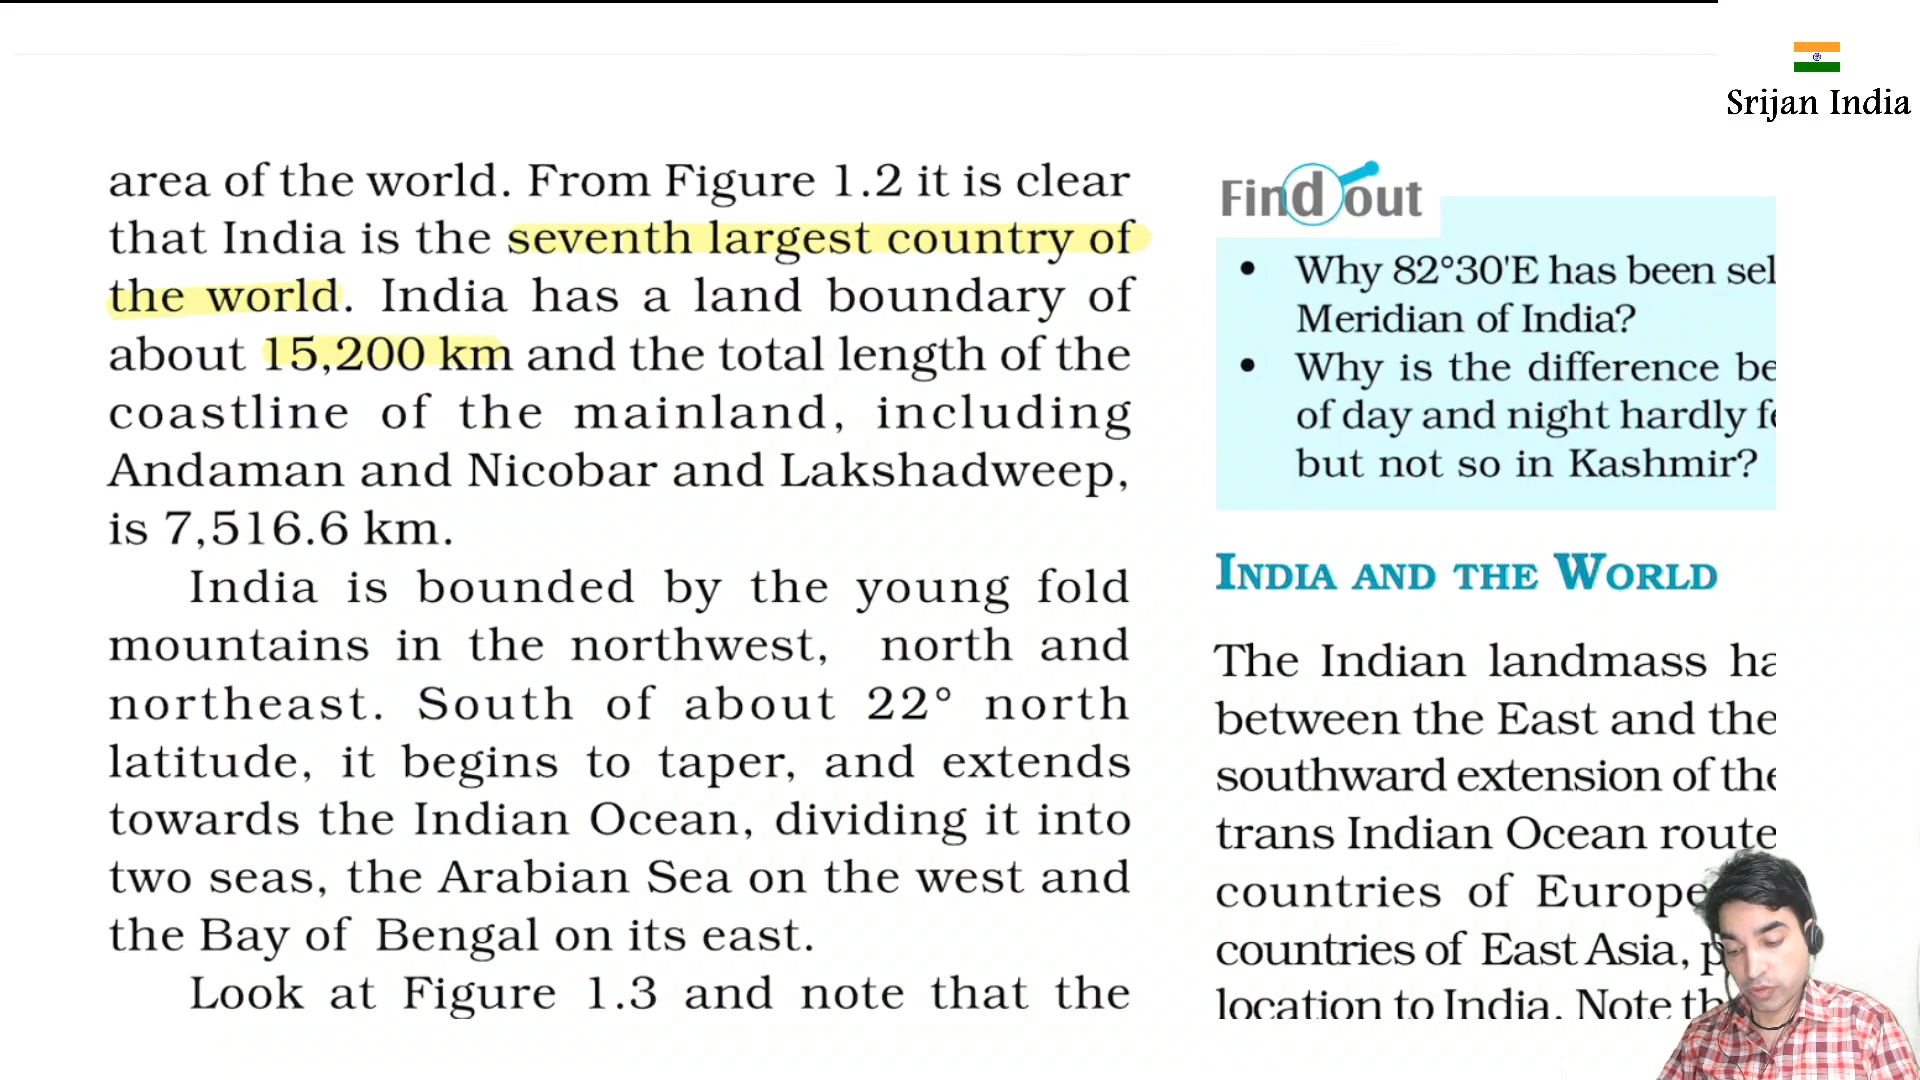 Srijan India
area of the world. From Figure 1.2 it is clear
that India is the seventh largest country of
the world. India has a land boundary of
about 15,200 km and the total length of the
coastline of the mainland, including
Andaman and Nicobar and Lakshadweep,
is 7,516.6 km.
India is bounded by the young fold
mountains in the northwest, north and
northeast. South of about 22° north
latitude, it begins to taper, and extends
towards the Indian Ocean, dividing it into
two seas, the Arabian Sea on the west and
the Bay of Bengal on its east.
Look at Figure 1.3 and note that the
Find out
• Why 82°30'E has been sel
Meridian of India?
• Why is the difference be
of day and night hardly fe
but not so in Kashmir?
INDIA AND THE WORLD
The Indian landmass ha
between the East and the
southward extension of the
trans Indian Ocean route
countries of Europe
countries of East Asia, p
location to India. Note th